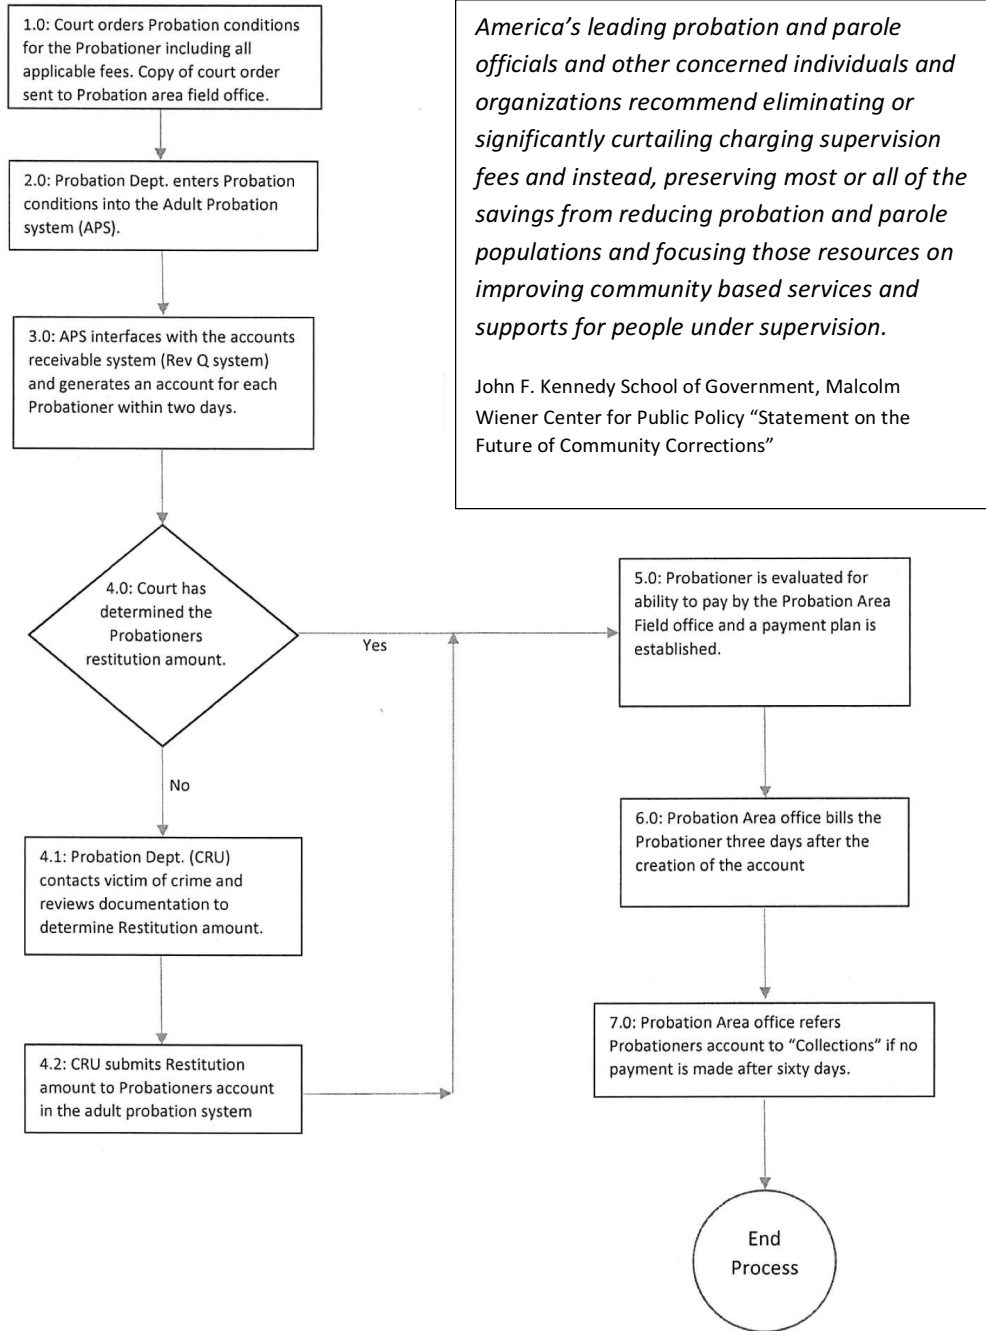 1.0: Court orders Probation conditions
for the Probationer including all
applicable fees. Copy of court order
sent to Probation area field office.
2.0: Probation Dept. enters Probation
conditions into the Adult Probation
system (APS).
3.0: APS interfaces with the accounts
receivable system (Rev Q system)
and generates an account for each
Probationer within two days.
4.0: Court has
determined the
Probationers
restitution amount.
Yes
No
4.1: Probation Dept. (CRU)
contacts victim of crime and
reviews documentation to
determine Restitution amount.
4.2: CRU submits Restitution
amount to Probationers account
in the adult probation system
America’s leading probation and parole
officials and other concerned individuals and
organizations recommend eliminating or
significantly curtailing charging supervision
fees and instead, preserving most or all of the
savings from reducing probation and parole
populations and focusing those resources on
improving community based services and
supports for people under supervision.
John F. Kennedy School of Government, Malcolm
Wiener Center for Public Policy “Statement on the
Future of Community Corrections”
5.0: Probationer is evaluated for
ability to pay by the Probation Area
Field office and a payment plan is
established.
6.0: Probation Area office bills the
Probationer three days after the
creation of the account
7.0: Probation Area office refers
Probationers account to “Collections” if no
payment is made after sixty days.
End
Process